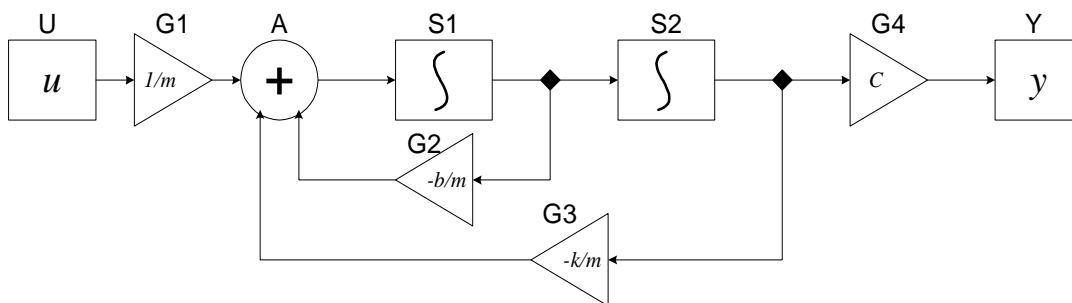 U G1 A S1 S2 G4 Y
u 1/m + ∫ ∫ C y
G2
-b/m
G3
-k/m